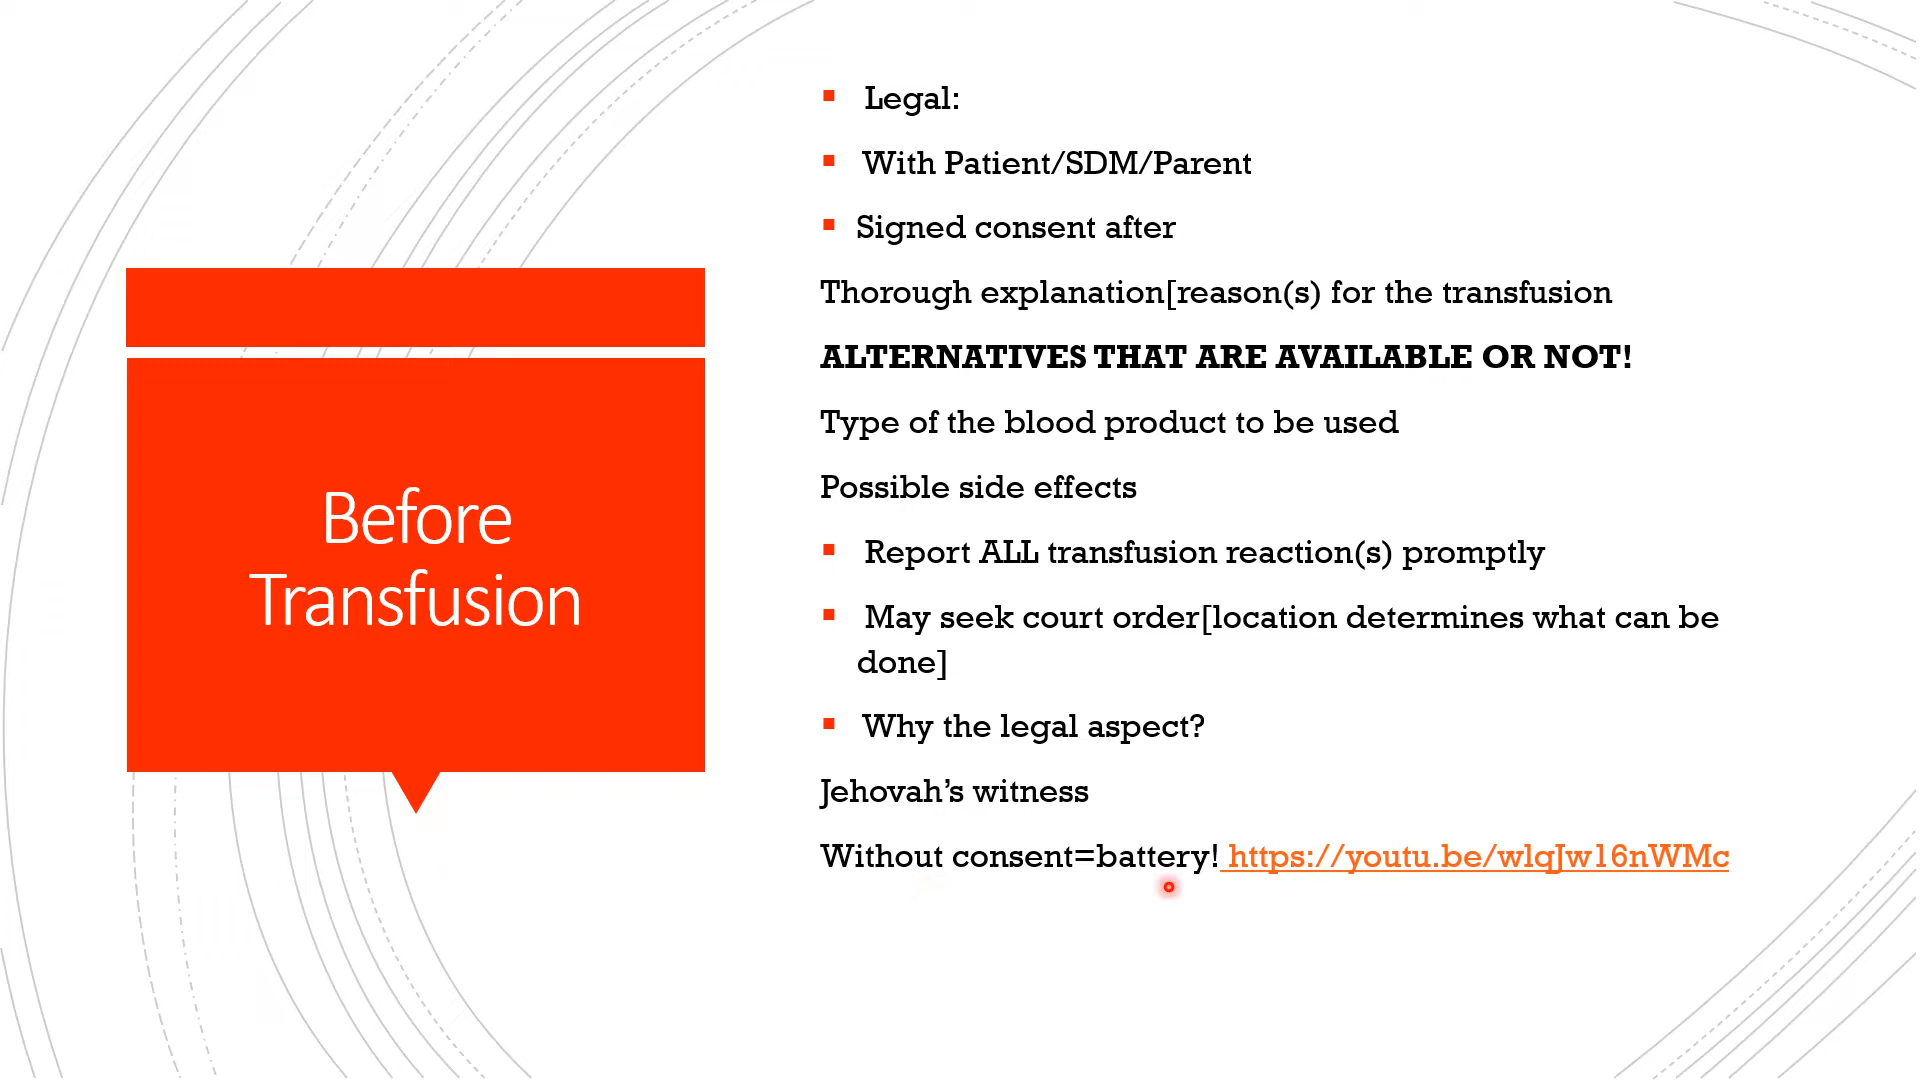 Before
Transfusion
Legal:
With Patient/SDM/Parent
Signed consent after
Thorough explanation[reason(s) for the transfusion
ALTERNATIVES THAT ARE AVAILABLE OR NOT!
Type of the blood product to be used
Possible side effects
Report ALL transfusion reaction(s) promptly
May seek court order[location determines what can be
done]
Why the legal aspect?
Jehovah’s witness
Without consent=battery! https://youtu.be/wlqJw16nWMc